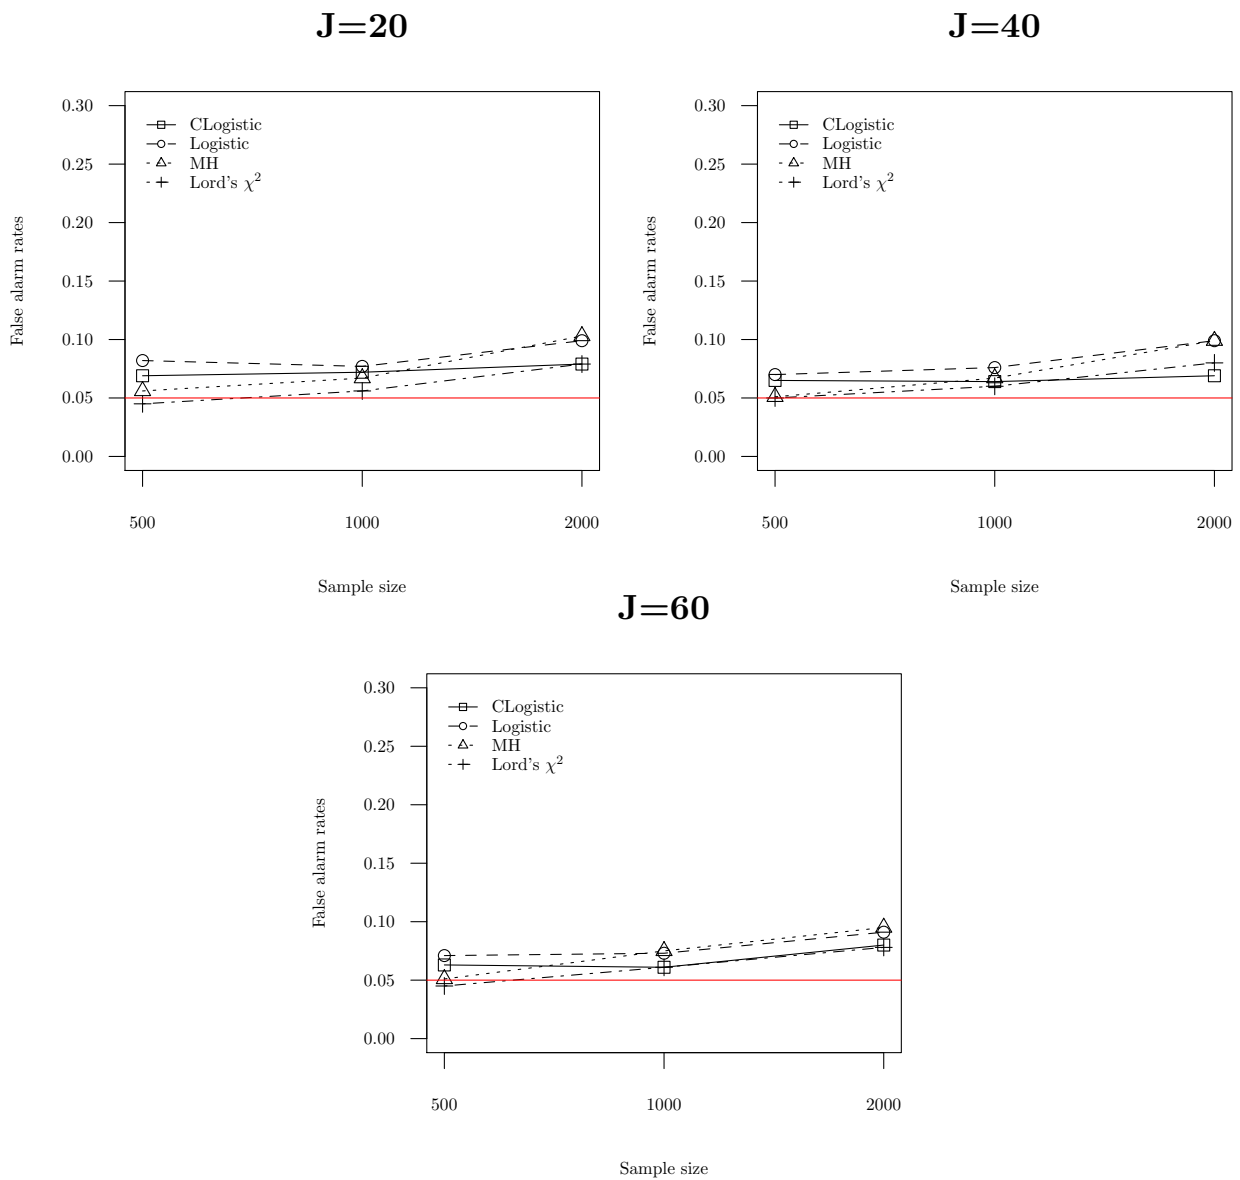 J=20
0.30
0.25
0.20
0.15
0.10
0.05
0.00
False alarm rates
CLogistic
Logistic
MH
Lord's χ²
500 1000 2000
Sample size
J=40
0.30
0.25
0.20
0.15
0.10
0.05
0.00
False alarm rates
CLogistic
Logistic
MH
Lord's χ²
500 1000 2000
Sample size
J=60
0.30
0.25
0.20
0.15
0.10
0.05
0.00
False alarm rates
CLogistic
Logistic
MH
Lord's χ²
500 1000 2000
Sample size